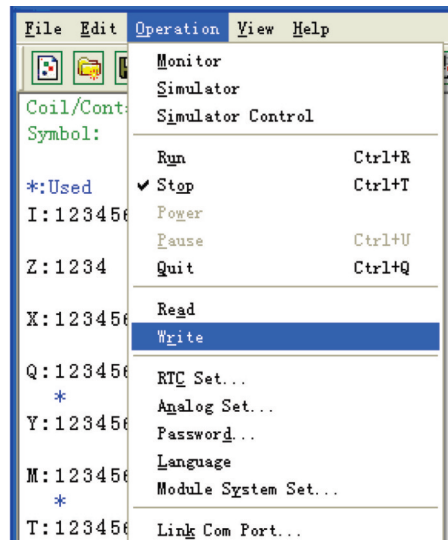 File Edit Operation View Help
Monitor
Simulator
Coil/Cont
Simulator Control
Symbol:
Run Ctrl+R
*:Used
✓ Stop Ctrl+T
I:123456
Power
Pause Ctrl+U
Z:1234
Quit Ctrl+Q
Read
X:123456
Write
Q:123456
RTC Set...
*
Analog Set...
Y:123456
Password...
Language
M:123456
Module System Set...
*
T:123456
Link Com Port...